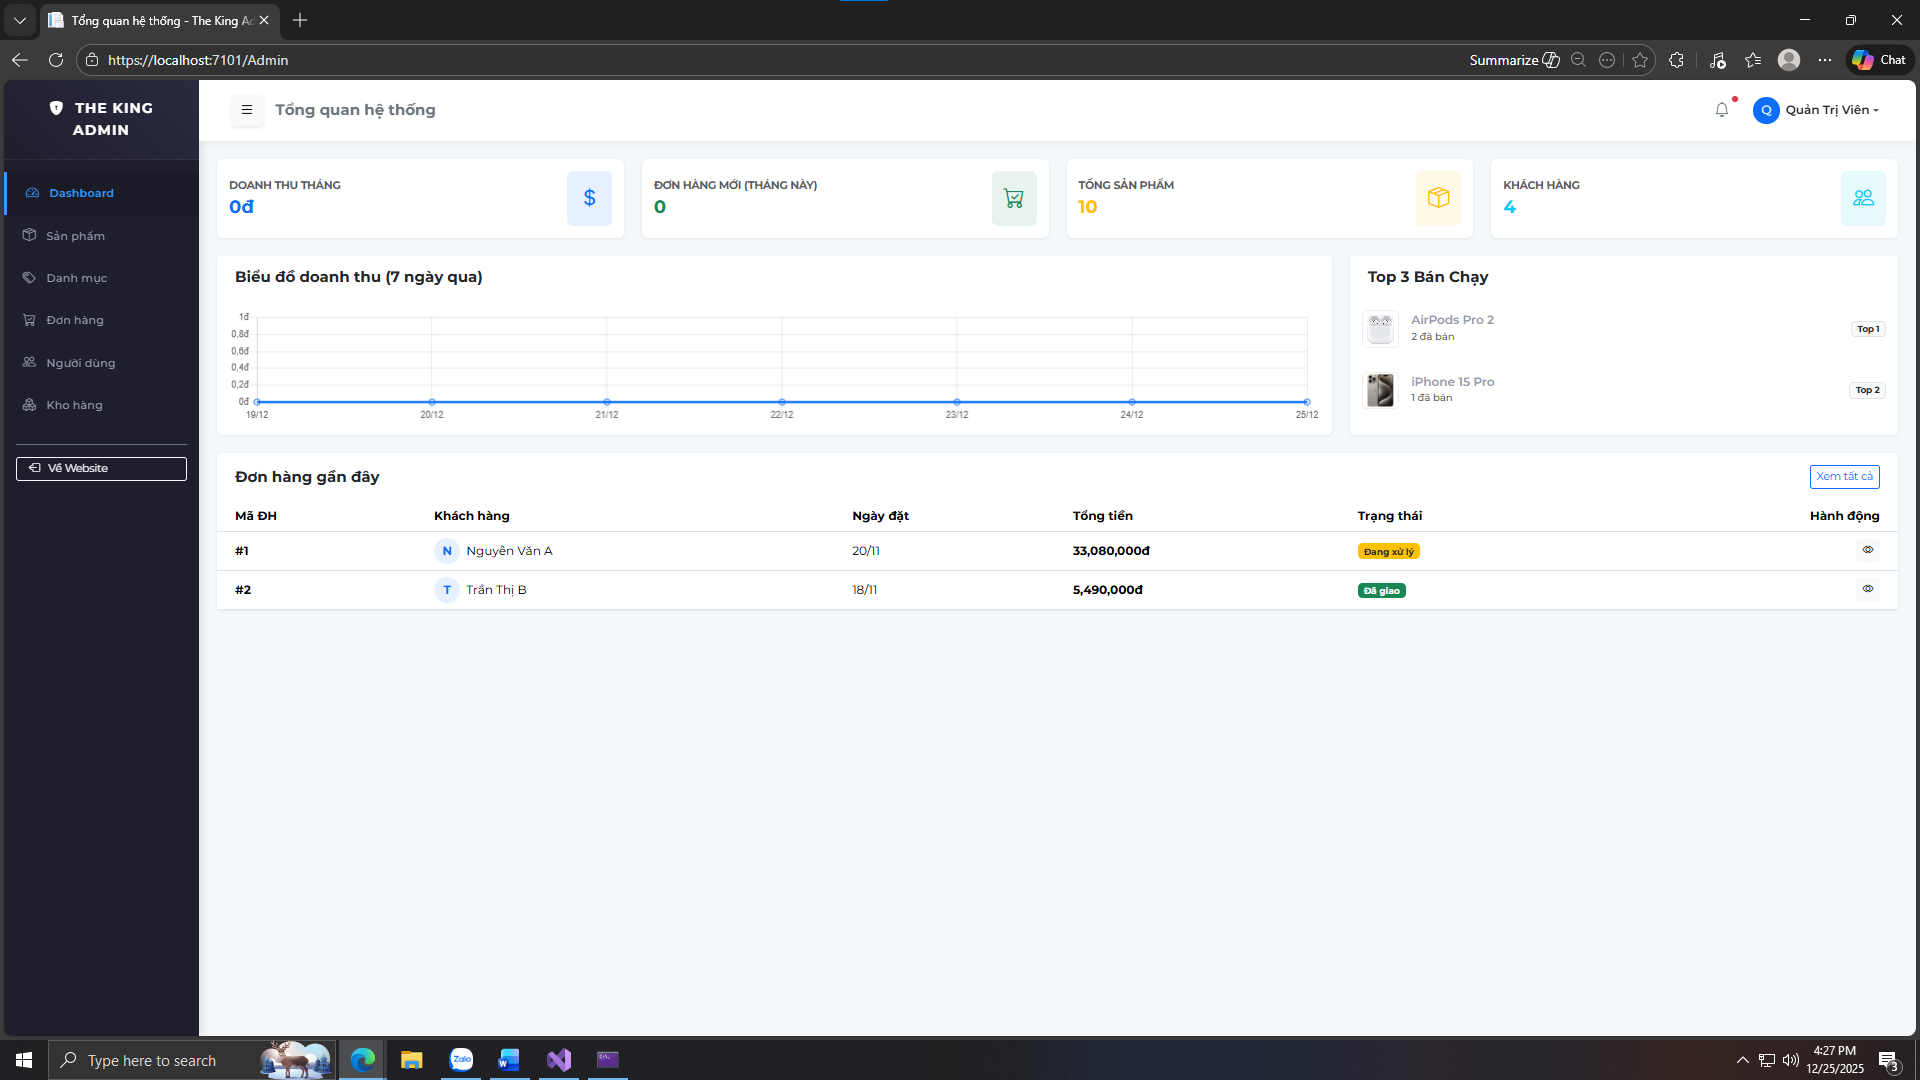 Tổng quan hệ thống - The King Ad
https://localhost:7101/Admin
Summarize
Chat
THE KING
ADMIN
Dashboard
Sản phẩm
Danh mục
Đơn hàng
Người dùng
Kho hàng
Về Website
Tổng quan hệ thống
Q Quản Trị Viên
DOANH THU THÁNG
0đ
$
ĐƠN HÀNG MỚI (THÁNG NÀY)
0
TỔNG SẢN PHẨM
10
KHÁCH HÀNG
4
Biểu đồ doanh thu (7 ngày qua)
1đ
0,8đ
0,6đ
0,4đ
0,2đ
0đ
19/12 20/12 21/12 22/12 23/12 24/12 25/12
Top 3 Bán Chạy
AirPods Pro 2
2 đã bán
Top 1
iPhone 15 Pro
1 đã bán
Top 2
Đơn hàng gần đây
Xem tất cả
Mã ĐH Khách hàng Ngày đặt Tổng tiền Trạng thái Hành động
#1 N Nguyễn Văn A 20/11 33,080,000đ Đang xử lý
#2 T Trần Thị B 18/11 5,490,000đ Đã giao
Type here to search
Zalo
W
4:27 PM
12/25/2025
3